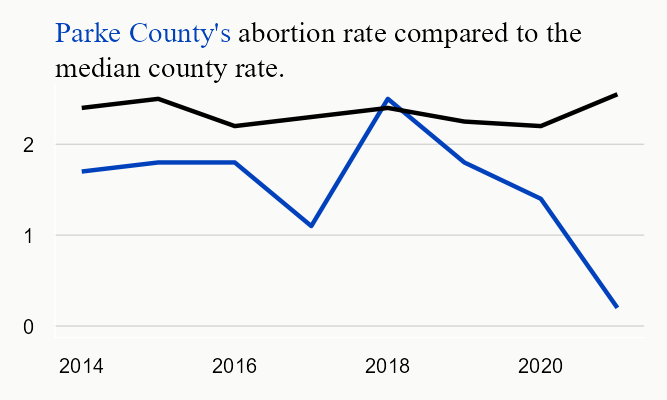 Parke County's abortion rate compared to the
median county rate.
2
1
0
2014 2016 2018 2020